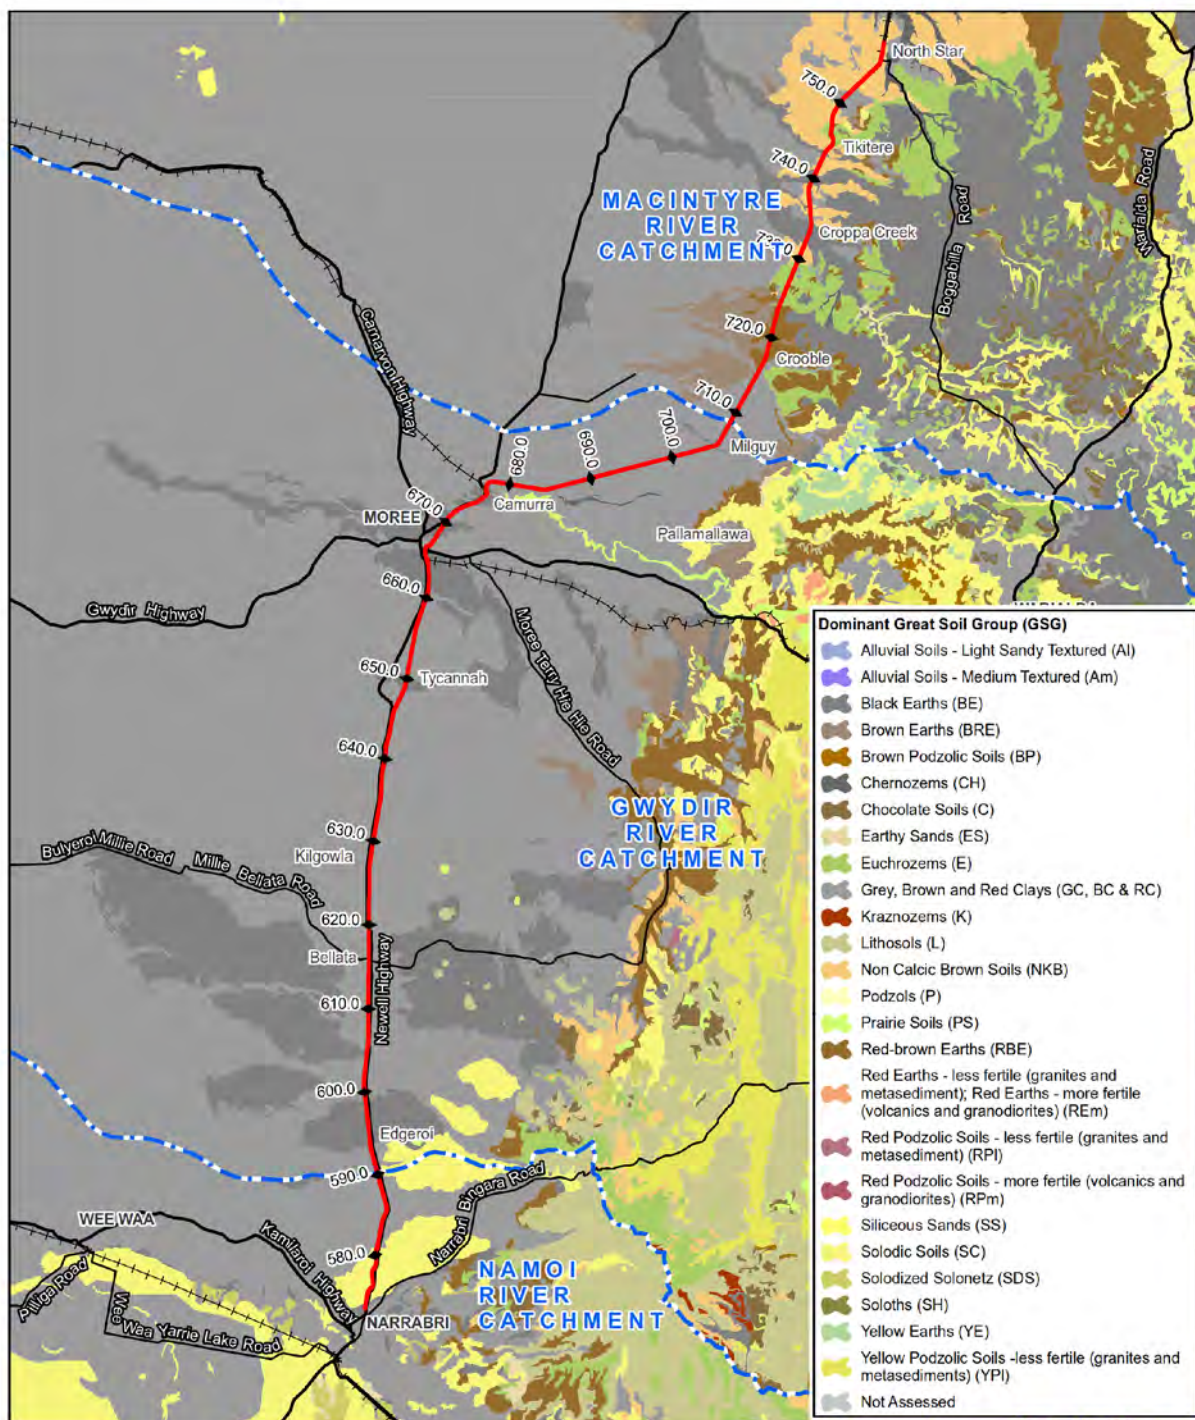 North Star
750.0
Tikitere
740.0
MACINTYRE
RIVER
CATCHMENT
Croppa Creek
Boggabilla Road
Warialda Road
Carnarvon Highway
720.0
Crooble
710.0
700.0
690.0
680.0
Milguy
670.0
MOREE
Camurra
Pallamallawa
660.0
Gwydir Highway
Moree Terry Hie Hie Road
650.0
Tycannah
640.0
GWYDIR
RIVER
CATCHMENT
630.0
Kilgowla
Millie Road
Millie Bellata Road
620.0
Bellata
Newell Highway
610.0
600.0
Edgeroi
590.0
Narrabri Bingara Road
WEE WAA
Kamilaroi Highway
580.0
Pilliga Road
Wee
Waa
Yarrie Lake Road
NARRABRI
NAMOI
RIVER
CATCHMENT
Dominant Great Soil Group (GSG)
Alluvial Soils - Light Sandy Textured (Al)
Alluvial Soils - Medium Textured (Am)
Black Earths (BE)
Brown Earths (BRE)
Brown Podzolic Soils (BP)
Chernozems (CH)
Chocolate Soils (C)
Earthy Sands (ES)
Euchrozems (E)
Grey, Brown and Red Clays (GC, BC & RC)
Kraznozems (K)
Lithosols (L)
Non Calcic Brown Soils (NKB)
Podzols (P)
Prairie Soils (PS)
Red-brown Earths (RBE)
Red Earths - less fertile (granites and
metasediment); Red Earths - more fertile
(volcanics and granodiorites) (REm)
Red Podzolic Soils - less fertile (granites and
metasediment) (RPl)
Red Podzolic Soils - more fertile (volcanics and
granodiorites) (RPm)
Siliceous Sands (SS)
Solodic Soils (SC)
Solodized Solonetz (SDS)
Soloths (SH)
Yellow Earths (YE)
Yellow Podzolic Soils -less fertile (granites and
metasediments) (YPl)
Not Assessed